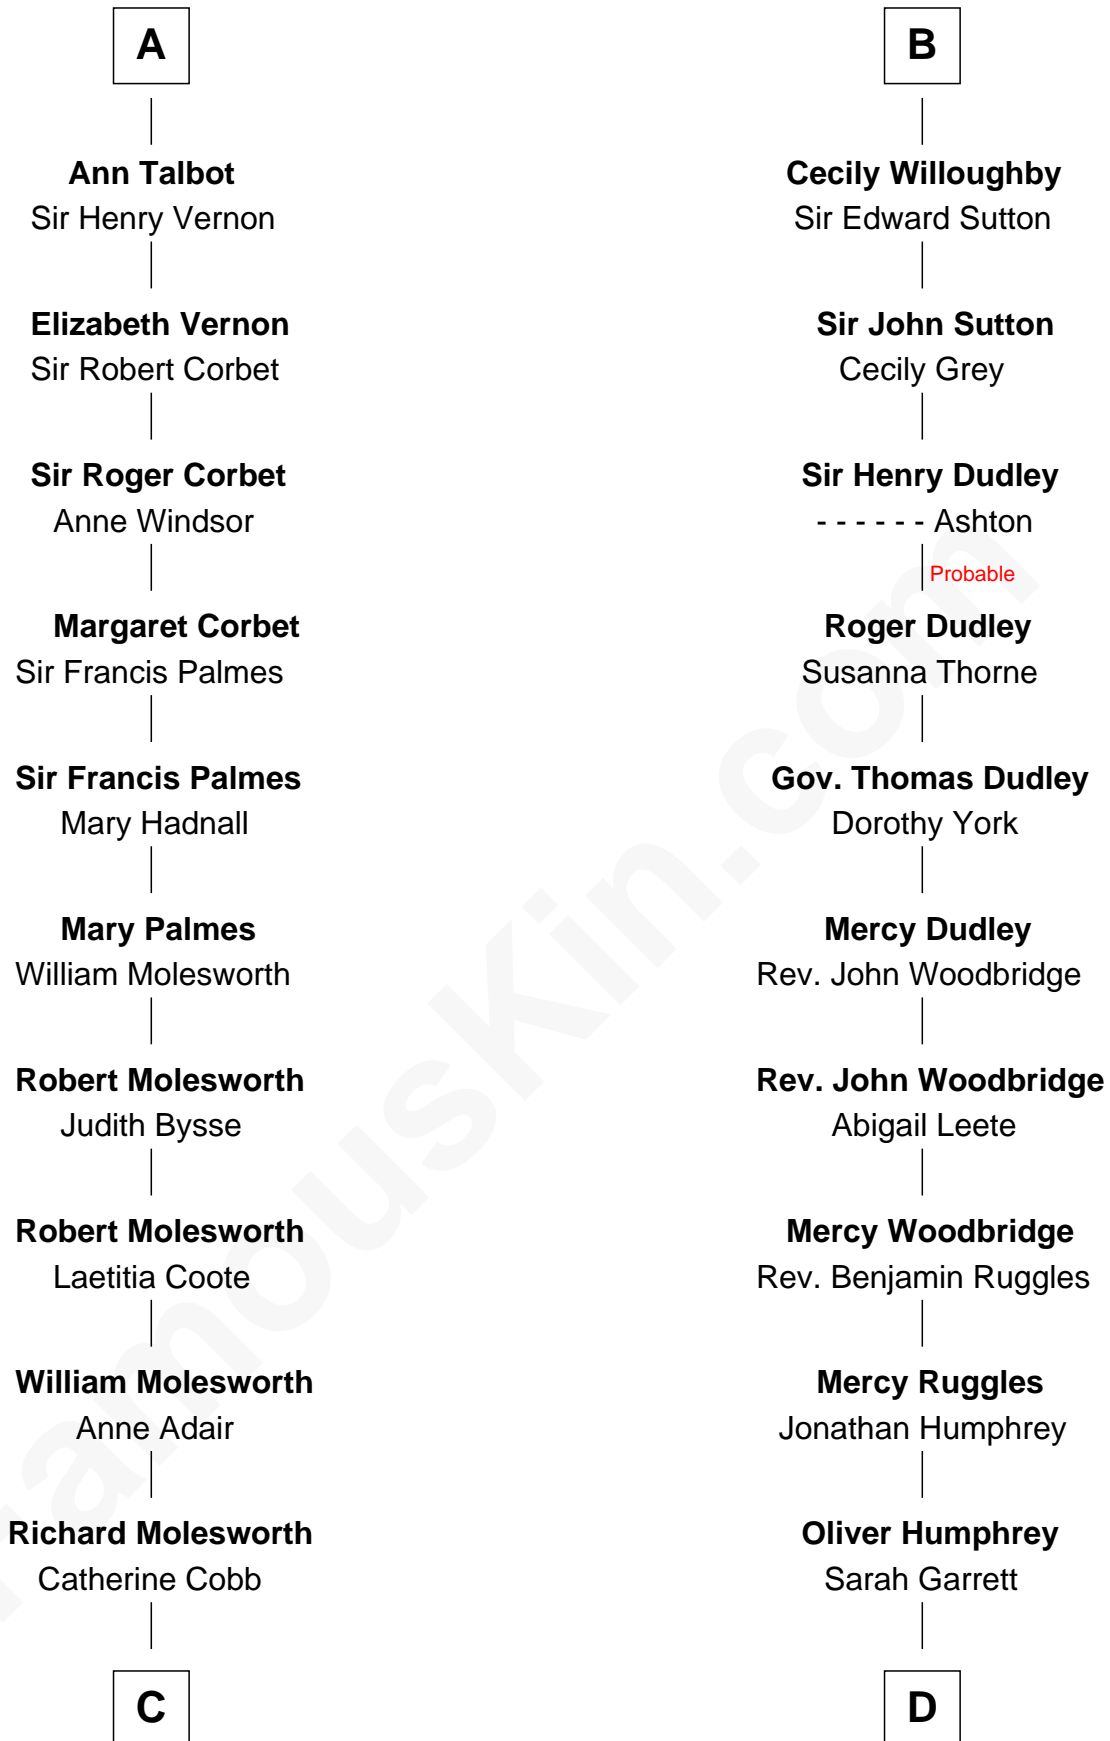 A
Ann Talbot
Sir Henry Vernon
Elizabeth Vernon
Sir Robert Corbet
Sir Roger Corbet
Anne Windsor
Margaret Corbet
Sir Francis Palmes
Sir Francis Palmes
Mary Hadnall
Mary Palmes
William Molesworth
Robert Molesworth
Judith Bysse
Robert Molesworth
Laetitia Coote
William Molesworth
Anne Adair
Richard Molesworth
Catherine Cobb
C
B
Cecily Willoughby
Sir Edward Sutton
Sir John Sutton
Cecily Grey
Sir Henry Dudley
- - - - - - Ashton
Probable
Roger Dudley
Susanna Thorne
Gov. Thomas Dudley
Dorothy York
Mercy Dudley
Rev. John Woodbridge
Rev. John Woodbridge
Abigail Leete
Mercy Woodbridge
Rev. Benjamin Ruggles
Mercy Ruggles
Jonathan Humphrey
Oliver Humphrey
Sarah Garrett
D
FamousKin.com